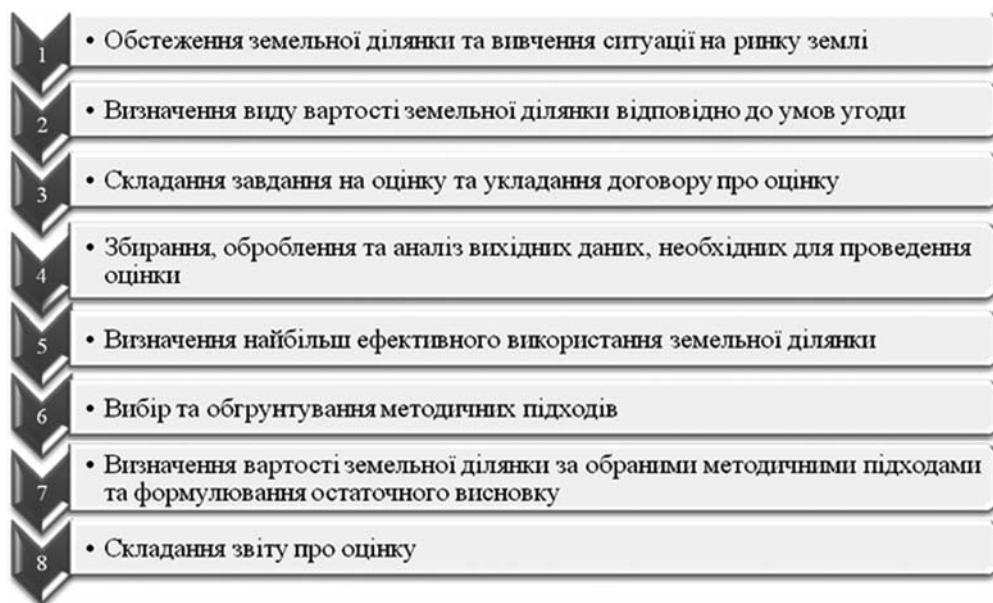 1 • Обстеження земельної ділянки та вивчення ситуації на ринку землі
2 • Визначення виду вартості земельної ділянки відповідно до умов угоди
3 • Складання завдання на оцінку та укладання договору про оцінку
4 • Збирання, оброблення та аналіз вихідних даних, необхідних для проведення
оцінки
5 • Визначення найбільш ефективного використання земельної ділянки
6 • Вибір та обгрунтування методичних підходів
7 • Визначення вартості земельної ділянки за обраними методичними підходами
та формулювання остаточного висновку
8 • Складання звіту про оцінку